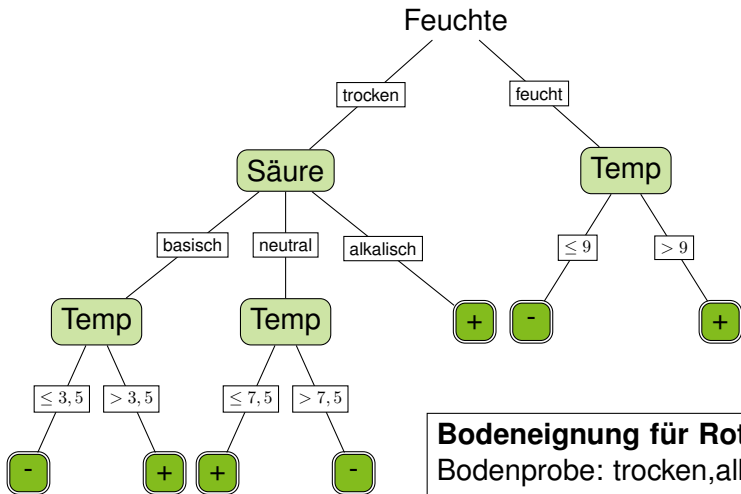 Feuchte
trocken
feucht
Säure
Temp
basisch
neutral
alkalisch
≤ 9
> 9
Temp
Temp
+
-
+
≤ 3, 5
> 3, 5
≤ 7, 5
> 7, 5
-
+
+
-
Bodeneignung für Rot
Bodenprobe: trocken,al